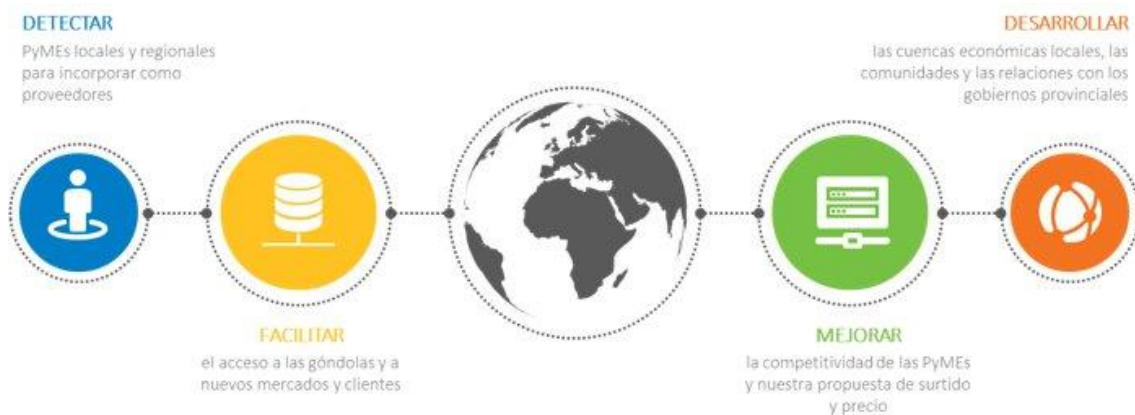 DETECTAR
PyMEs locales y regionales
para incorporar como
proveedores
FACILITAR
el acceso a las góndolas y a
nuevos mercados y clientes
MEJORAR
la competitividad de las PyMEs
y nuestra propuesta de surtido
y precio
DESARROLLAR
las cuencas económicas locales, las
comunidades y las relaciones con los
gobiernos provinciales